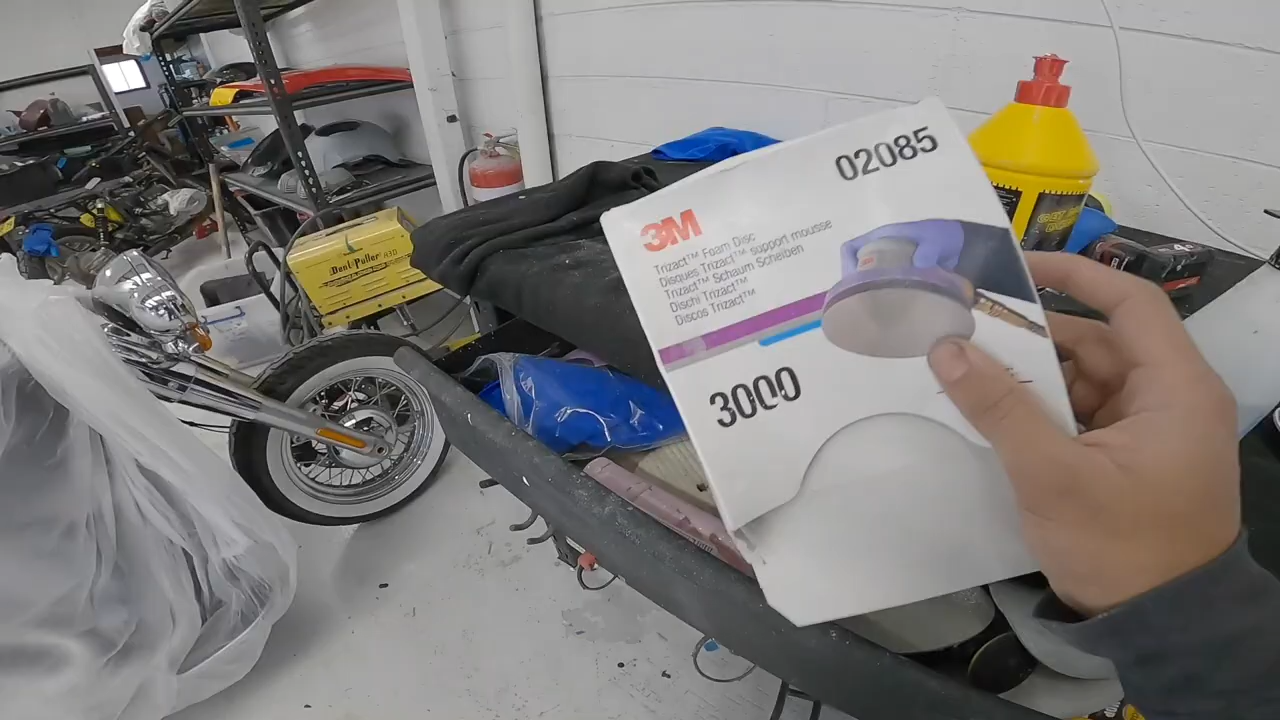 02085
3M
Trizact™ Foam Disc
Disques Trizact™ support mousse
Trizact™ Schaum Scheiben
Dischi Trizact™
Discos Trizact™
3000
Dent Puller